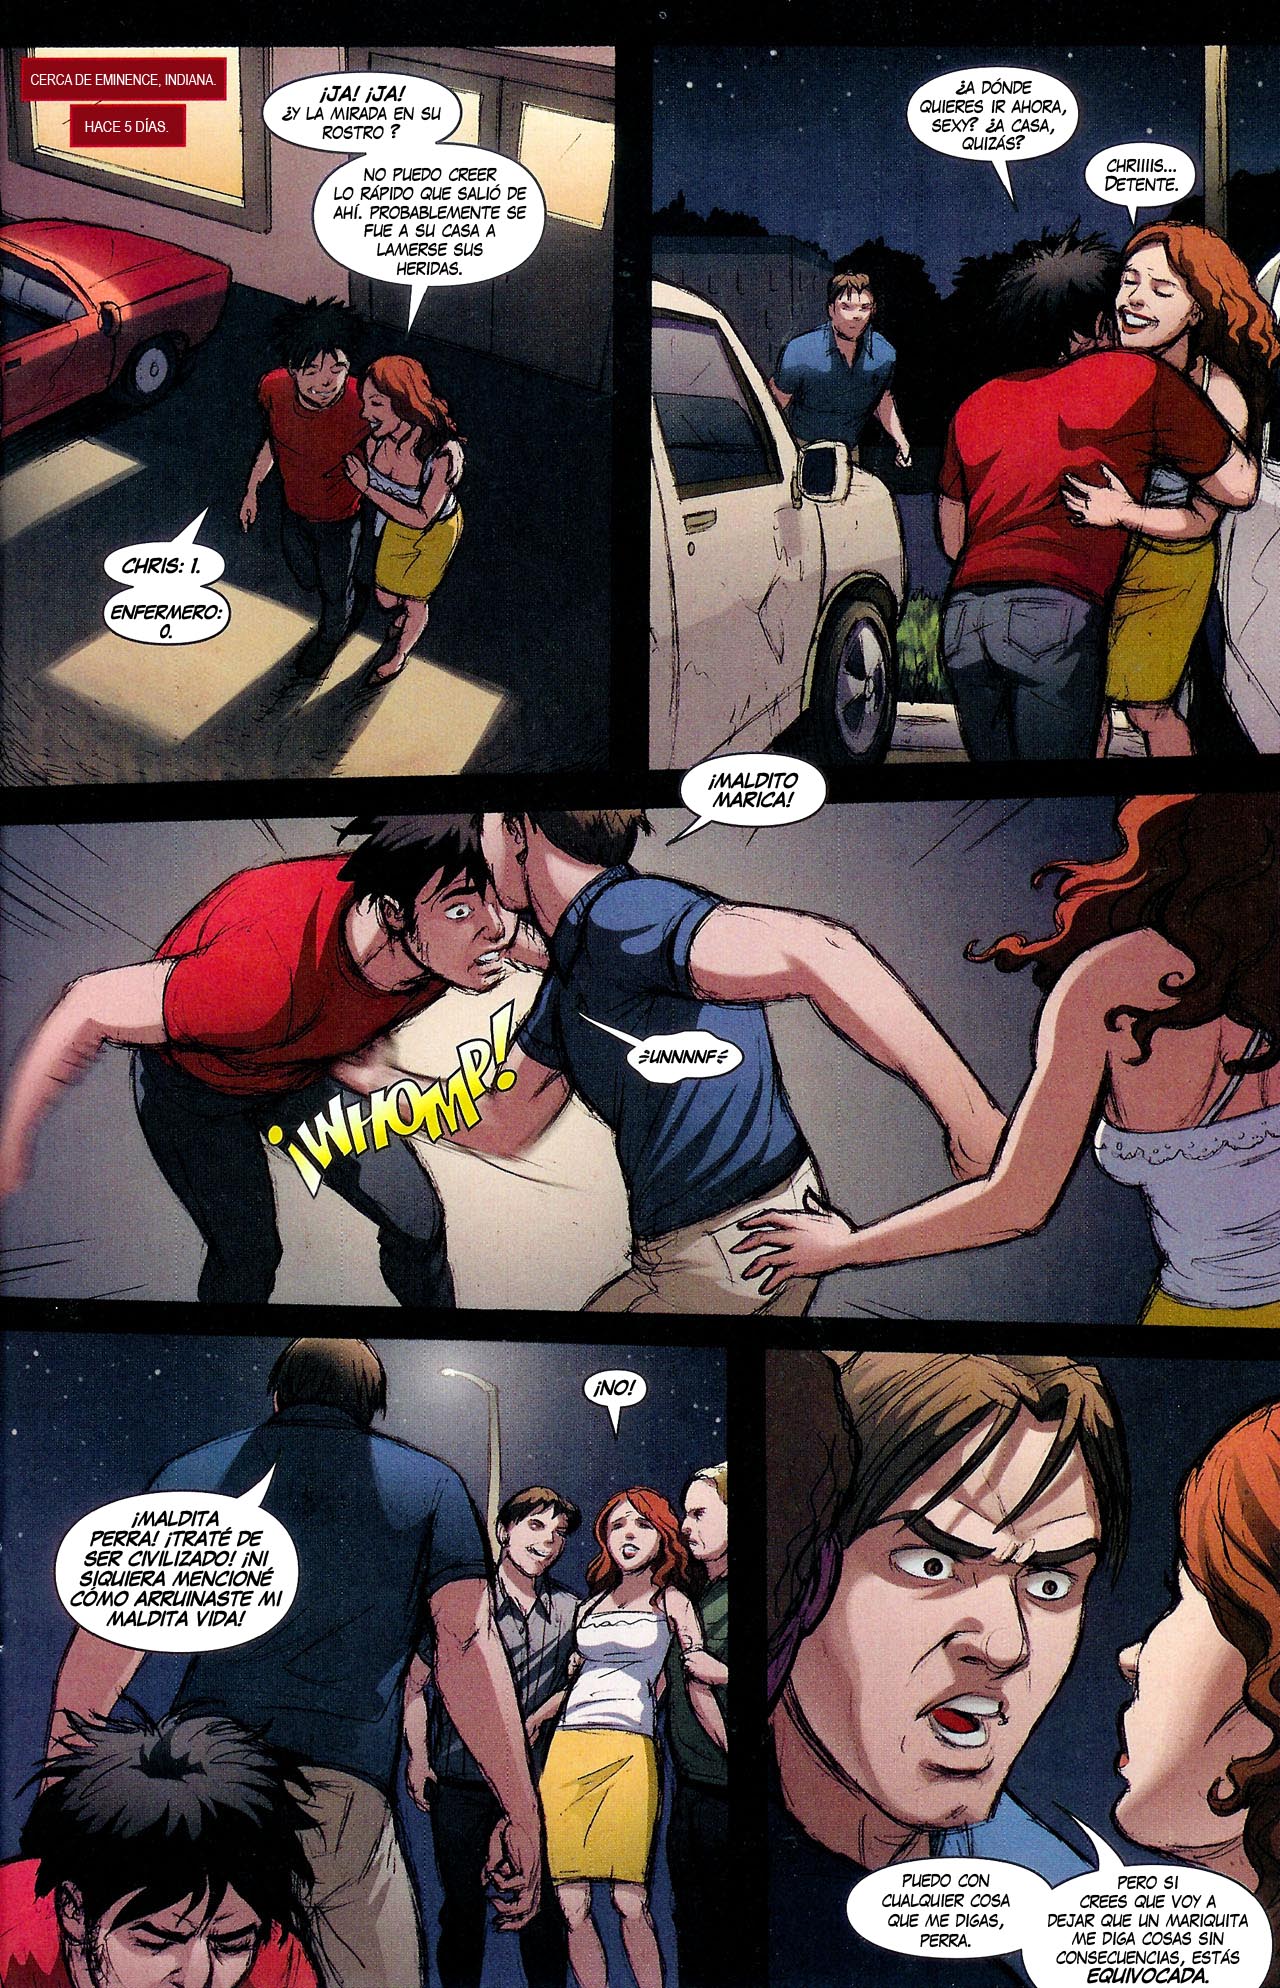 CERCA DE EMINENCE, INDIANA.
HACE 5 DÍAS.
¡JA! ¡JA!
¿Y LA MIRADA EN SU
ROSTRO ?
NO PUEDO CREER
LO RÁPIDO QUE SALIÓ DE
AHÍ. PROBABLEMENTE SE
FUE A SU CASA A
LAMERSE SUS
HERIDAS.
CHRIS: 1.
ENFERMERO:
0.
¿A DÓNDE
QUIERES IR AHORA,
SEXY? ¿A CASA,
QUIZÁS?
CHRIIIIS...
DETENTE.
¡MALDITO
MARICA!
UNNNNF
¡WHOMP!
¡NO!
¡MALDITA
PERRA! ¡TRATÉ DE
SER CIVILIZADO! ¡NI
SIQUIERA MENCIONÉ
CÓMO ARRUINASTE MI
MALDITA VIDA!
PUEDO CON
CUALQUIER COSA
QUE ME DIGAS,
PERRA.
PERO SI
CREES QUE VOY A
DEJAR QUE UN MARIQUITA
ME DIGA COSAS SIN
CONSECUENCIAS, ESTÁS
EQUIVOCADA.